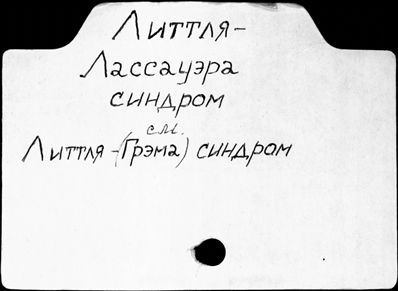 Литтля-
Лассауэра
синдром
см.
Литтля-(Грэма) синдром